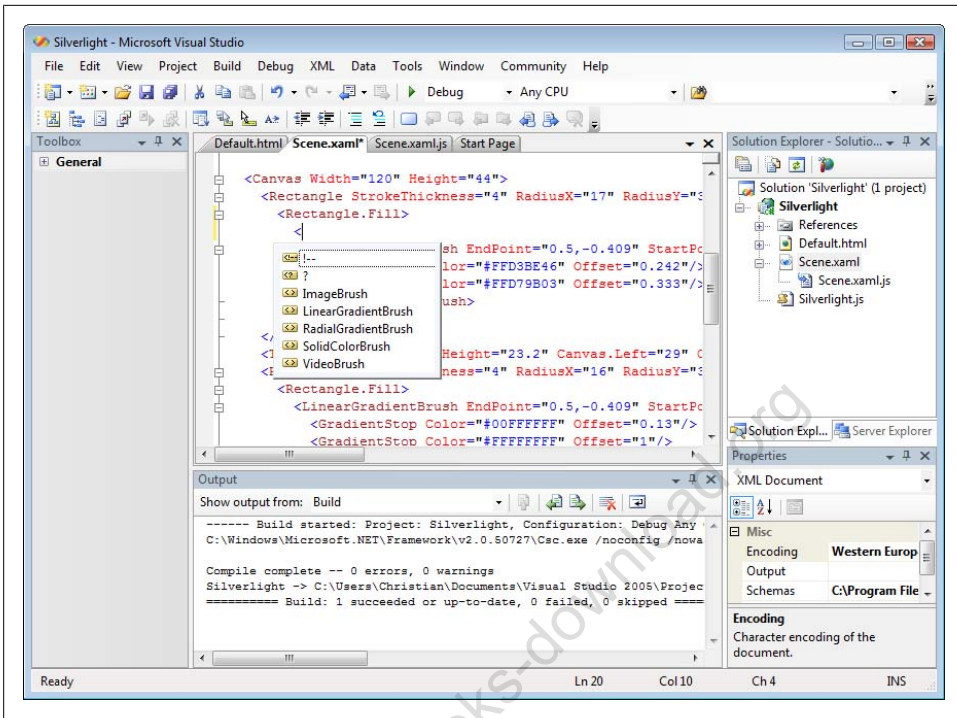 Silverlight - Microsoft Visual Studio
File Edit View Project Build Debug XML Data Tools Window Community Help
Debug Any CPU
Toolbox
General
Default.html Scene.xaml* Scene.xaml.js Start Page
<Canvas Width="120" Height="44">
<Rectangle StrokeThickness="4" RadiusX="17" RadiusY="3
<Rectangle.Fill>
<
sh EndPoint="0.5,-0.409" StartPo
lor="#FFD3BE46" Offset="0.242"/>
lor="#FFD79B03" Offset="0.333"/>
ush>
!--
?
ImageBrush
LinearGradientBrush
RadialGradientBrush
SolidColorBrush
VideoBrush
</
<T Height="23.2" Canvas.Left="29" C
<R ness="4" RadiusX="16" RadiusY="3
<Rectangle.Fill>
<LinearGradientBrush EndPoint="0.5,-0.409" StartPo
<GradientStop Color="#00FFFFFF" Offset="0.13"/>
<GradientStop Color="#FFFFFFFF" Offset="1"/>
Output
Show output from: Build
------ Build started: Project: Silverlight, Configuration: Debug Any
C:\Windows\Microsoft.NET\Framework\v2.0.50727\Csc.exe /noconfig /nowa
Compile complete -- 0 errors, 0 warnings
Silverlight -> C:\Users\Christian\Documents\Visual Studio 2005\Projec
========== Build: 1 succeeded or up-to-date, 0 failed, 0 skipped ====
Solution Explorer - Solutio...
Solution 'Silverlight' (1 project)
Silverlight
References
Default.html
Scene.xaml
Scene.xaml.js
Silverlight.js
Solution Expl... Server Explorer
Properties
XML Document
Misc
Encoding Western Europ
Output
Schemas C:\Program File
Encoding
Character encoding of the
document.
Ready Ln 20 Col 10 Ch 4 INS
oks-download.org